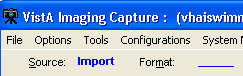 VistA Imaging Capture : (vhaiswimm
File Options Tools Configurations System
Source: Import Format: